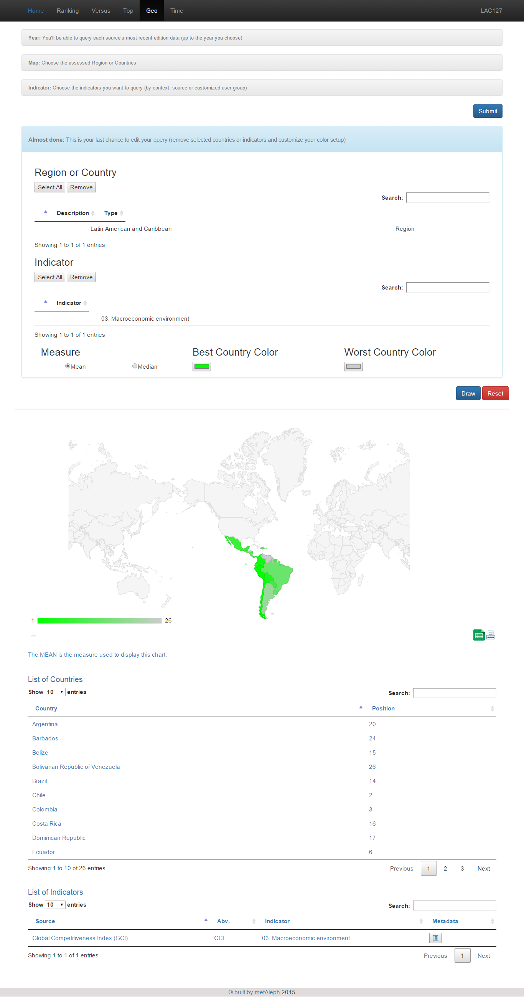 Home Ranking Versus Top Geo Time LAC127
Year: You'll be able to query each source's most recent edition data (up to the year you choose)
Map: Choose the assessed Region or Countries
Indicator: Choose the indicators you want to query (by context, source or customized user group)
Submit
Almost done: This is your last chance to edit your query (remove selected countries or indicators and customize your color setup)
Region or Country
Select All Remove
Search:
Description Type
Latin American and Caribbean Region
Showing 1 to 1 of 1 entries
Indicator
Select All Remove
Search:
Indicator
03. Macroeconomic environment
Showing 1 to 1 of 1 entries
Measure Best Country Color Worst Country Color
Mean Median
Draw Reset
1 26
The MEAN is the measure used to display this chart.
List of Countries
Show 10 entries Search:
Country Position
Argentina 20
Barbados 24
Belize 15
Bolivarian Republic of Venezuela 26
Brazil 14
Chile 2
Colombia 3
Costa Rica 16
Dominican Republic 17
Ecuador 6
Showing 1 to 10 of 26 entries Previous 1 2 3 Next
List of Indicators
Show 10 entries Search:
Source Abv. Indicator Metadata
Global Competitiveness Index (GCI) GCI 03. Macroeconomic environment
Showing 1 to 1 of 1 entries Previous 1 Next
© built by metAleph 2015